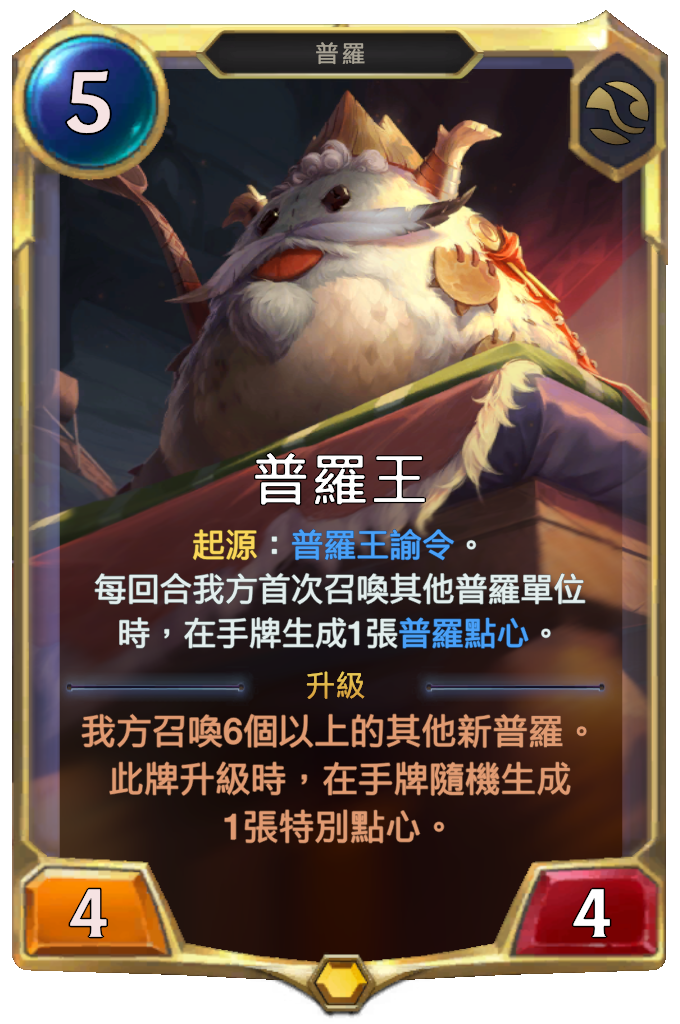 普羅
5
普羅王
起源：普羅王諭令。
每回合我方首次召喚其他普羅單位
時，在手牌生成1張普羅點心。
升級
我方召喚6個以上的其他新普羅。
此牌升級時，在手牌隨機生成
1張特別點心。
4
4